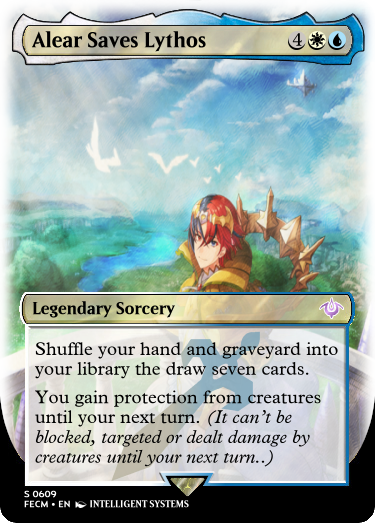 Alear Saves Lythos 4
Legendary Sorcery
Shuffle your hand and graveyard into
your library the draw seven cards.
You gain protection from creatures
until your next turn. (It can't be
blocked, targeted or dealt damage by
creatures until your next turn..)
S 0609
FECM • EN INTELLIGENT SYSTEMS